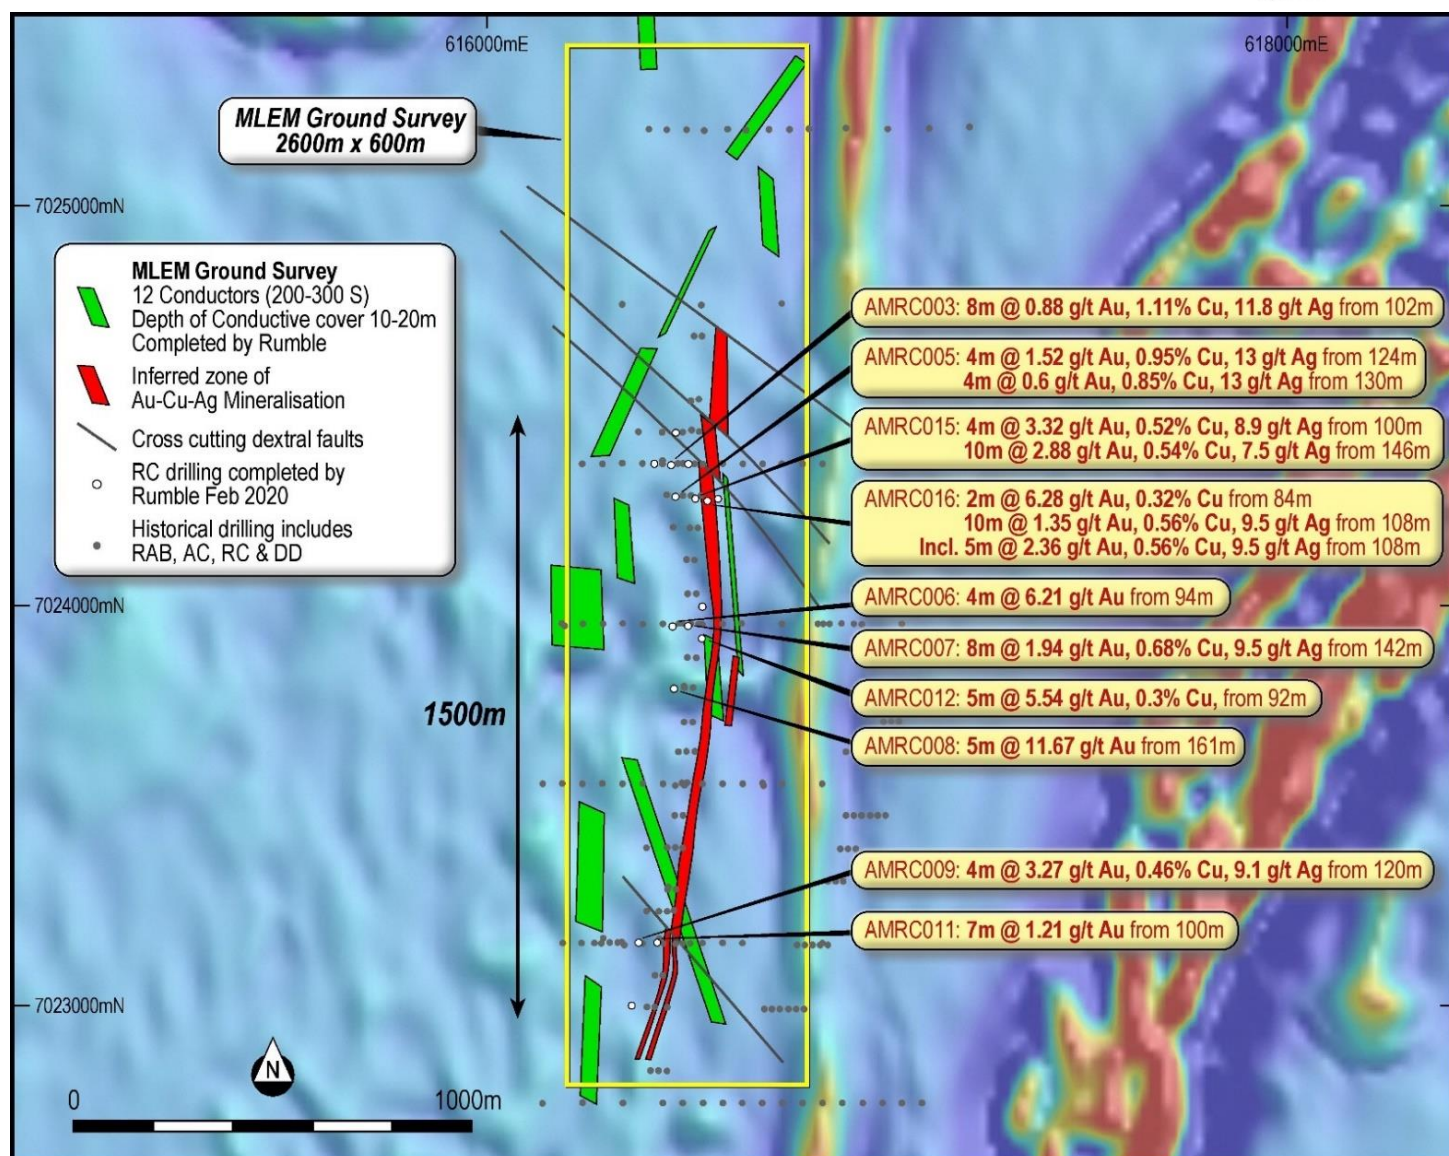 616000mE
618000mE
MLEM Ground Survey
2600m x 600m
7025000mN
MLEM Ground Survey
12 Conductors (200-300 S)
Depth of Conductive cover 10-20m
Completed by Rumble
Inferred zone of
Au-Cu-Ag Mineralisation
Cross cutting dextral faults
RC drilling completed by
Rumble Feb 2020
Historical drilling includes
RAB, AC, RC & DD
AMRC003: 8m @ 0.88 g/t Au, 1.11% Cu, 11.8 g/t Ag from 102m
AMRC005: 4m @ 1.52 g/t Au, 0.95% Cu, 13 g/t Ag from 124m
4m @ 0.6 g/t Au, 0.85% Cu, 13 g/t Ag from 130m
AMRC015: 4m @ 3.32 g/t Au, 0.52% Cu, 8.9 g/t Ag from 100m
10m @ 2.88 g/t Au, 0.54% Cu, 7.5 g/t Ag from 146m
AMRC016: 2m @ 6.28 g/t Au, 0.32% Cu from 84m
10m @ 1.35 g/t Au, 0.56% Cu, 9.5 g/t Ag from 108m
Incl. 5m @ 2.36 g/t Au, 0.56% Cu, 9.5 g/t Ag from 108m
7024000mN
AMRC006: 4m @ 6.21 g/t Au from 94m
AMRC007: 8m @ 1.94 g/t Au, 0.68% Cu, 9.5 g/t Ag from 142m
AMRC012: 5m @ 5.54 g/t Au, 0.3% Cu, from 92m
1500m
AMRC008: 5m @ 11.67 g/t Au from 161m
AMRC009: 4m @ 3.27 g/t Au, 0.46% Cu, 9.1 g/t Ag from 120m
AMRC011: 7m @ 1.21 g/t Au from 100m
7023000mN
N
0
1000m